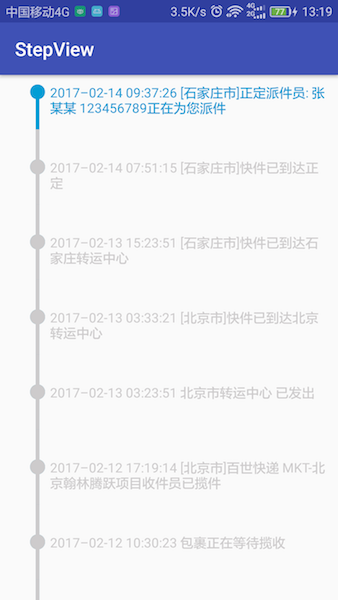 中国移动4G 3.5K/s 4G 2G 77 13:19
StepView
2017-02-14 09:37:26 [石家庄市]正定派件员: 张
某某 123456789正在为您派件
2017-02-14 07:51:15 [石家庄市]快件已到达正
定
2017-02-13 15:23:51 [石家庄市]快件已到达石
家庄转运中心
2017-02-13 03:33:21 [北京市]快件已到达北京
转运中心
2017-02-13 03:23:51 北京市转运中心 已发出
2017-02-12 17:19:14 [北京市]百世快递 MKT-北
京翰林腾跃项目收件员已揽件
2017-02-12 10:30:23 包裹正在等待揽收